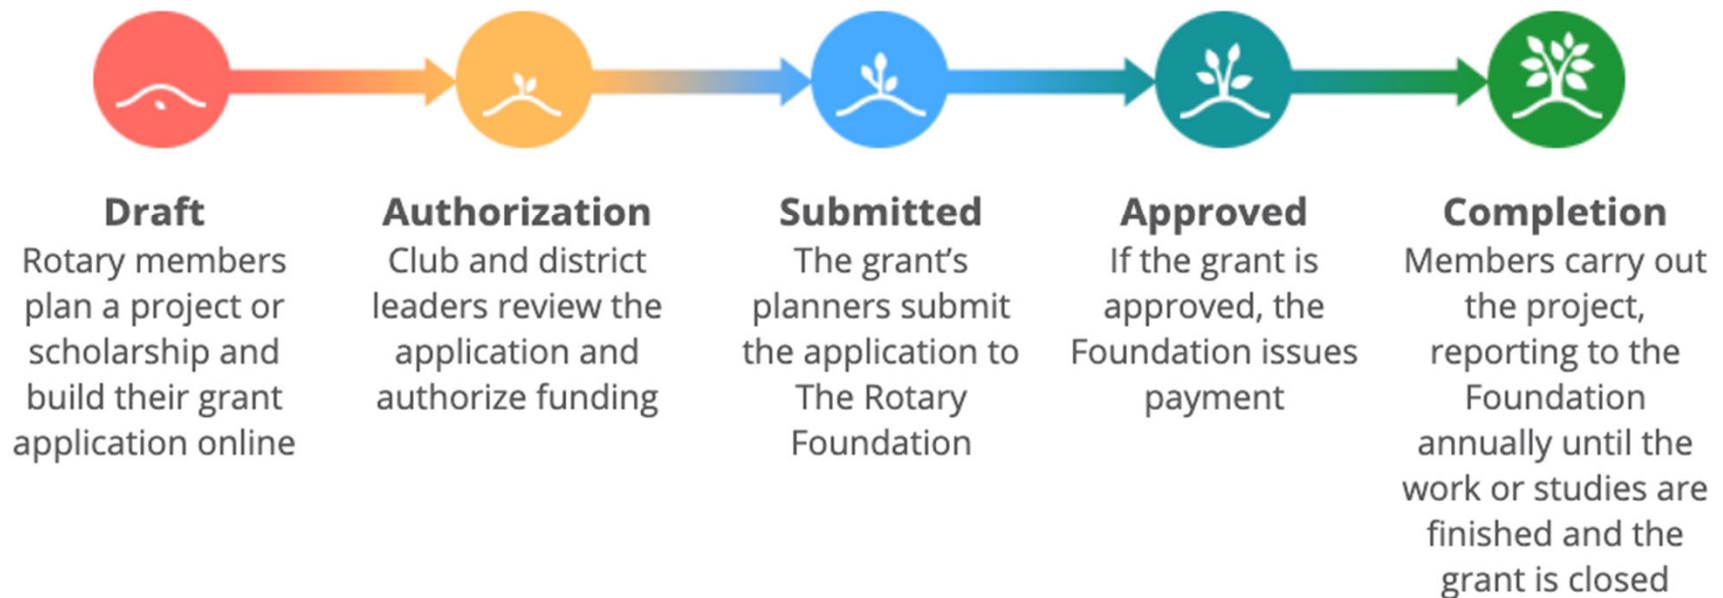 Draft
Rotary members
plan a project or
scholarship and
build their grant
application online
Authorization
Club and district
leaders review the
application and
authorize funding
Submitted
The grant’s
planners submit
the application to
The Rotary
Foundation
Approved
If the grant is
approved, the
Foundation issues
payment
Completion
Members carry out
the project,
reporting to the
Foundation
annually until the
work or studies are
finished and the
grant is closed